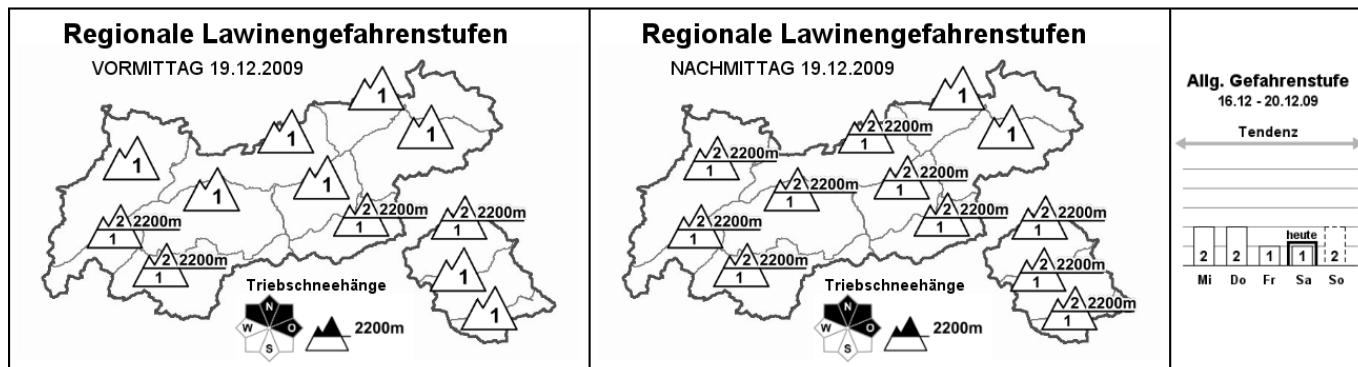 Regionale Lawinengefahrenstufen
VORMITTAG 19.12.2009
1
1
1
1
1
1
2 2200m
1
2 2200m
1
2 2200m
1
2 2200m
1
1
1
Triebschneehänge
N
W O
S
2200m
Regionale Lawinengefahrenstufen
NACHMITTAG 19.12.2009
1
1
2 2200m
1
2 2200m
1
2 2200m
1
2 2200m
1
2 2200m
1
2 2200m
1
2 2200m
1
2 2200m
1
2 2200m
1
2 2200m
1
Triebschneehänge
N
W O
S
2200m
Allg. Gefahrenstufe
16.12 - 20.12.09
Tendenz
heute
2 2 1 1 2
Mi Do Fr Sa So